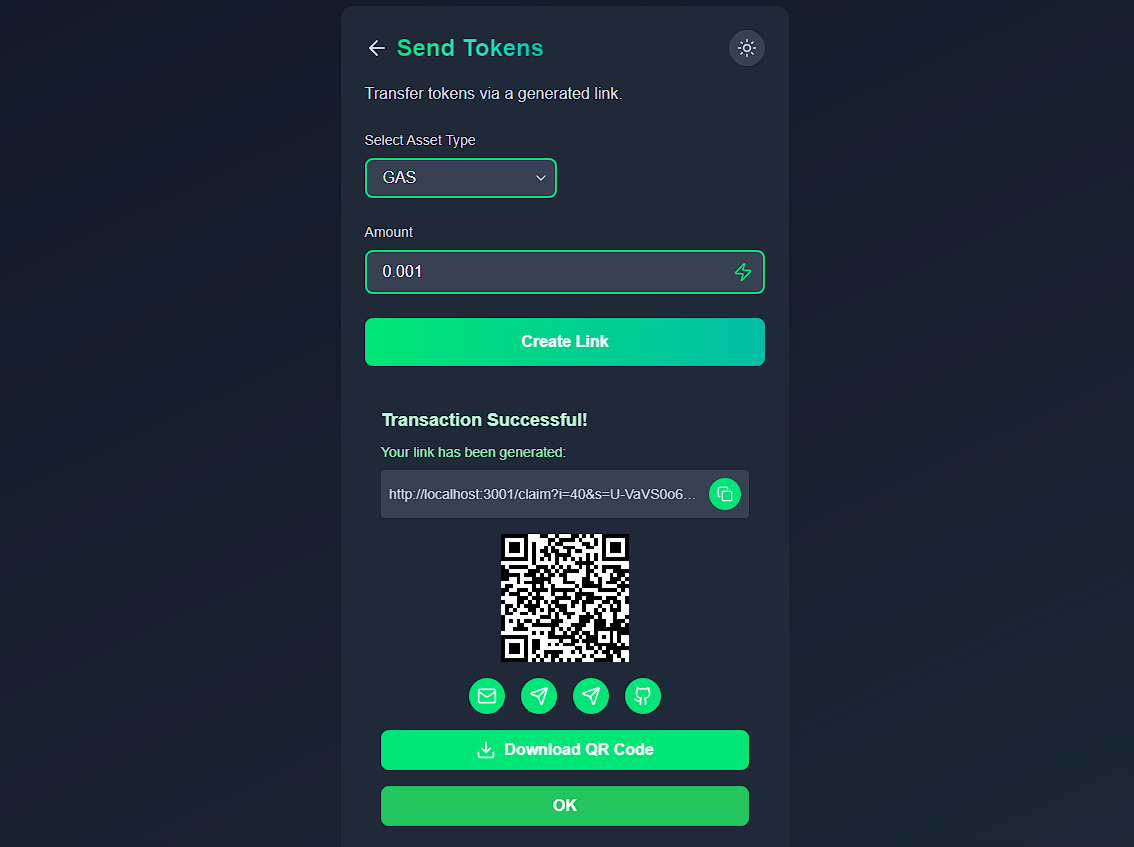 Send Tokens
Transfer tokens via a generated link.
Select Asset Type
GAS
Amount
0.001
Create Link
Transaction Successful!
Your link has been generated:
http://localhost:3001/claim?i=40&s=U-VaVS0o6...
Download QR Code
OK